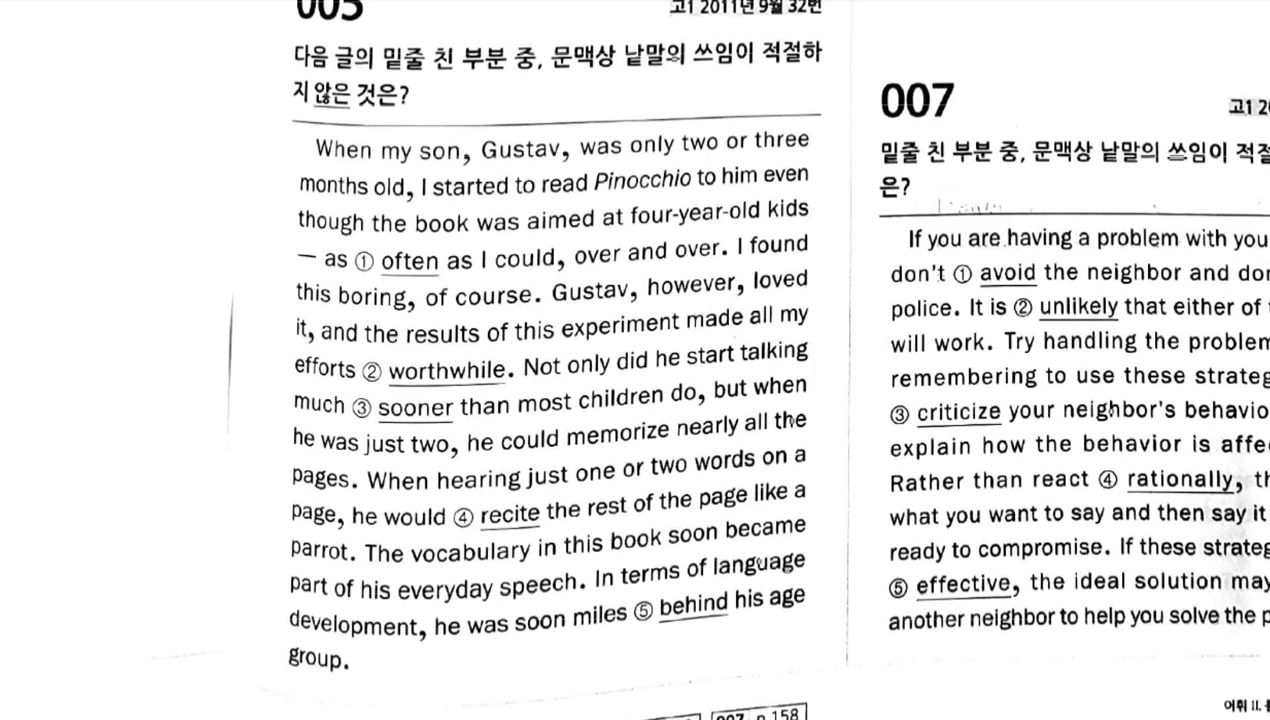 005
고1 2011년 9월 32번
다음 글의 밑줄 친 부분 중, 문맥상 낱말의 쓰임이 적절하
지 않은 것은?
When my son, Gustav, was only two or three
months old, I started to read Pinocchio to him even
though the book was aimed at four-year-old kids
— as ① often as I could, over and over. I found
this boring, of course. Gustav, however, loved
it, and the results of this experiment made all my
efforts ② worthwhile. Not only did he start talking
much ③ sooner than most children do, but when
he was just two, he could memorize nearly all the
pages. When hearing just one or two words on a
page, he would ④ recite the rest of the page like a
parrot. The vocabulary in this book soon became
part of his everyday speech. In terms of language
development, he was soon miles ⑤ behind his age
group.
007 p.158
007
고1 20
밑줄 친 부분 중, 문맥상 낱말의 쓰임이 적절
은?
If you are having a problem with you
don't ① avoid the neighbor and don
police. It is ② unlikely that either of
will work. Try handling the problem
remembering to use these strateg
③ criticize your neighbor's behavio
explain how the behavior is affe
Rather than react ④ rationally, th
what you want to say and then say it
ready to compromise. If these strateg
⑤ effective, the ideal solution may
another neighbor to help you solve the p
어휘 II.